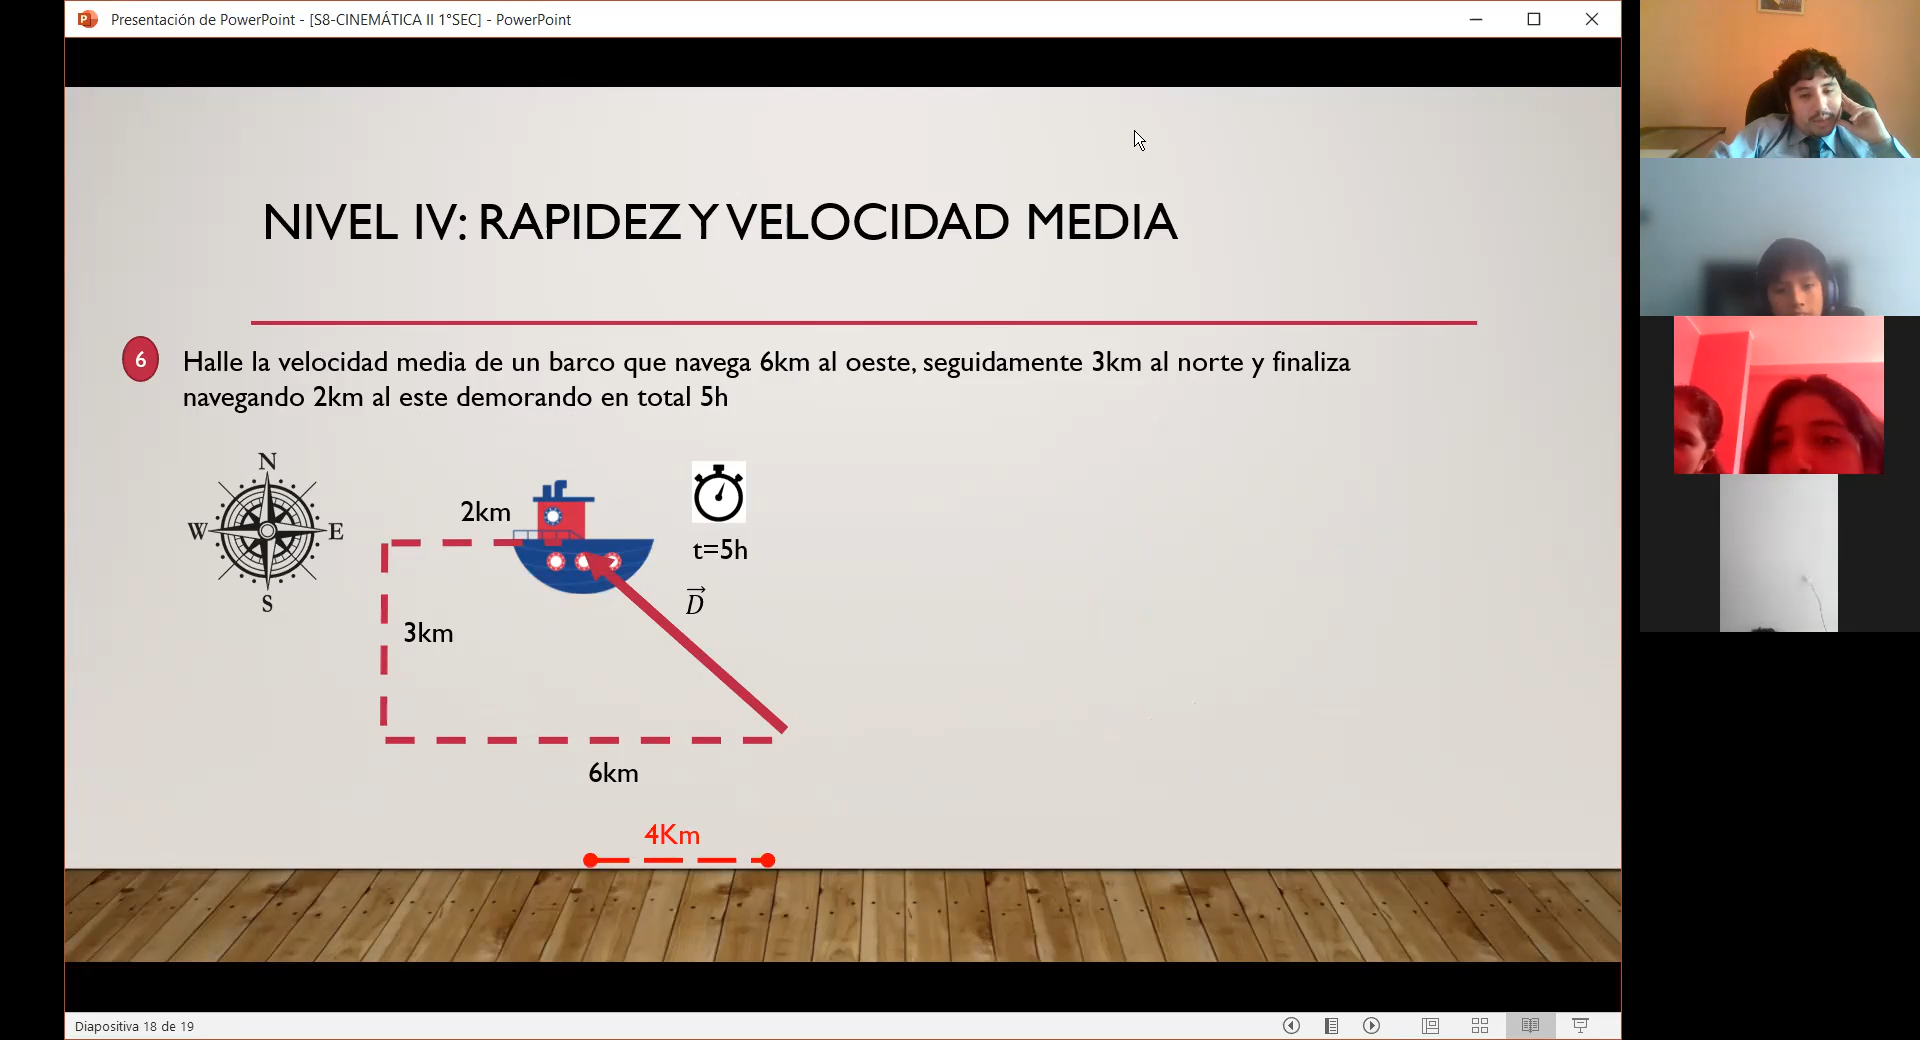 Presentación de PowerPoint - [S8-CINEMÁTICA II 1°SEC] - PowerPoint
NIVEL IV: RAPIDEZ Y VELOCIDAD MEDIA
6
Halle la velocidad media de un barco que navega 6km al oeste, seguidamente 3km al norte y finaliza
navegando 2km al este demorando en total 5h
N
W
E
S
2km
t=5h
D
3km
6km
4Km
Diapositiva 18 de 19